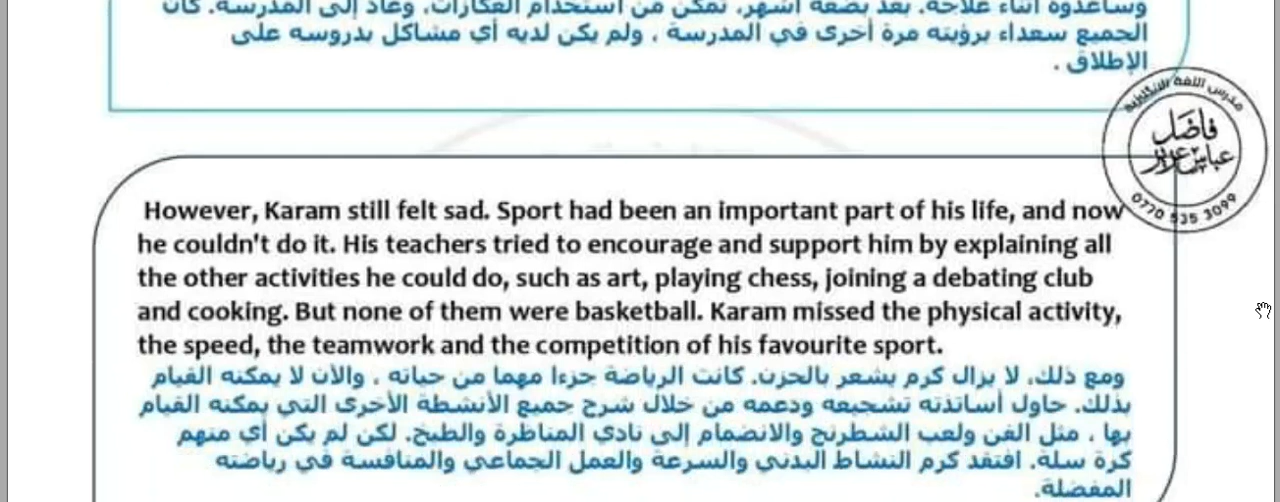 وساعدوه أثناء علاجه. بعد بضعة أشهر، تمكن من استخدام العكازات، وعاد إلى المدرسة. كان
الجميع سعداء برؤيته مرة أخرى في المدرسة ، ولم يكن لديه أي مشاكل بدروسه على
الإطلاق .
مدرس اللغة الإنكليزية
فاضل
عباس عزيز
0770 535 3099
However, Karam still felt sad. Sport had been an important part of his life, and now
he couldn't do it. His teachers tried to encourage and support him by explaining all
the other activities he could do, such as art, playing chess, joining a debating club
and cooking. But none of them were basketball. Karam missed the physical activity,
the speed, the teamwork and the competition of his favourite sport.
ومع ذلك، لا يزال كرم يشعر بالحزن. كانت الرياضة جزءا مهما من حياته ، والآن لا يمكنه القيام
بذلك. حاول أساتذته تشجيعه ودعمه من خلال شرح جميع الأنشطة الأخرى التي يمكنه القيام
بها ، مثل الفن ولعب الشطرنج والانضمام إلى نادي المناظرة والطبخ. لكن لم يكن أي منهم
كرة سلة. افتقد كرم النشاط البدني والسرعة والعمل الجماعي والمنافسة في رياضته
المفضلة.